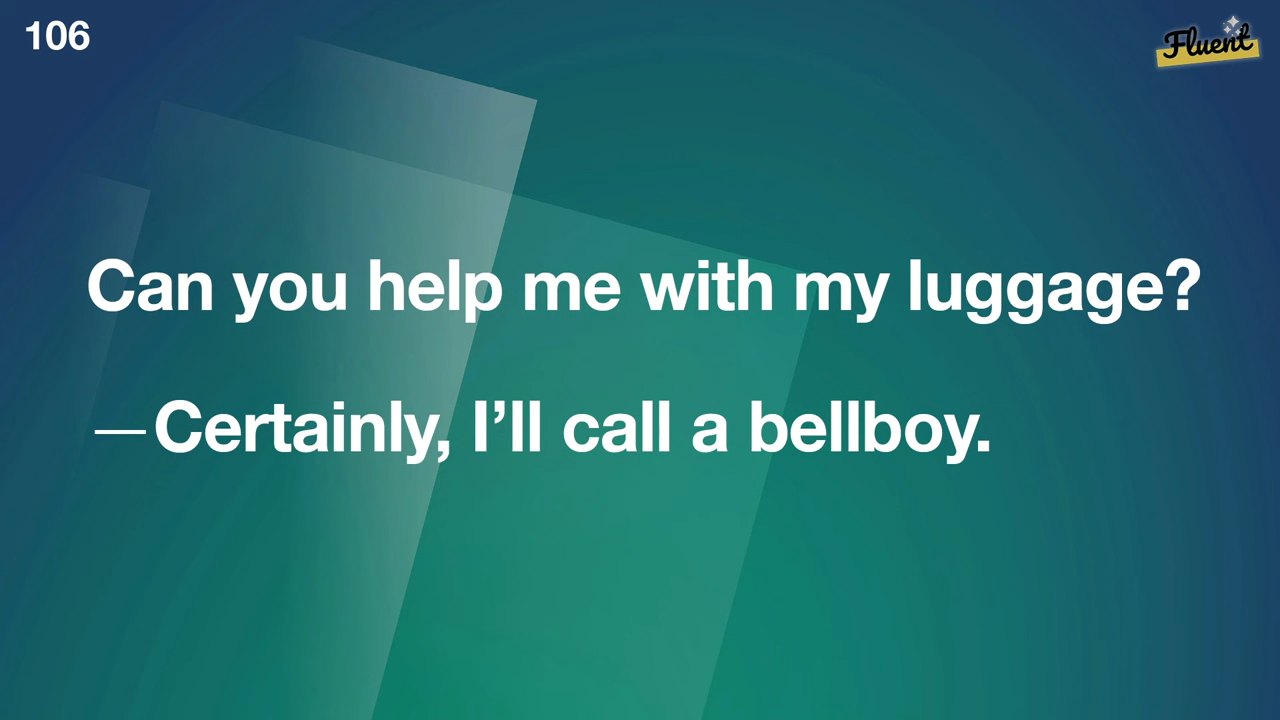 106
Fluent
Can you help me with my luggage?
—Certainly, I’ll call a bellboy.